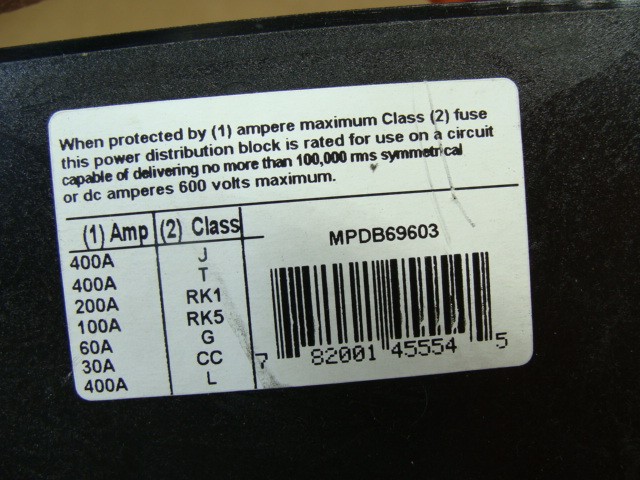 When protected by (1) ampere maximum Class (2) fuse
this power distribution block is rated for use on a circuit
capable of delivering no more than 100,000 rms symmetrical
or dc amperes 600 volts maximum.
(1) Amp (2) Class
400A J
400A T
200A RK1
100A RK5
60A G
30A CC
400A L
MPDB69603
7 82001 45554 5